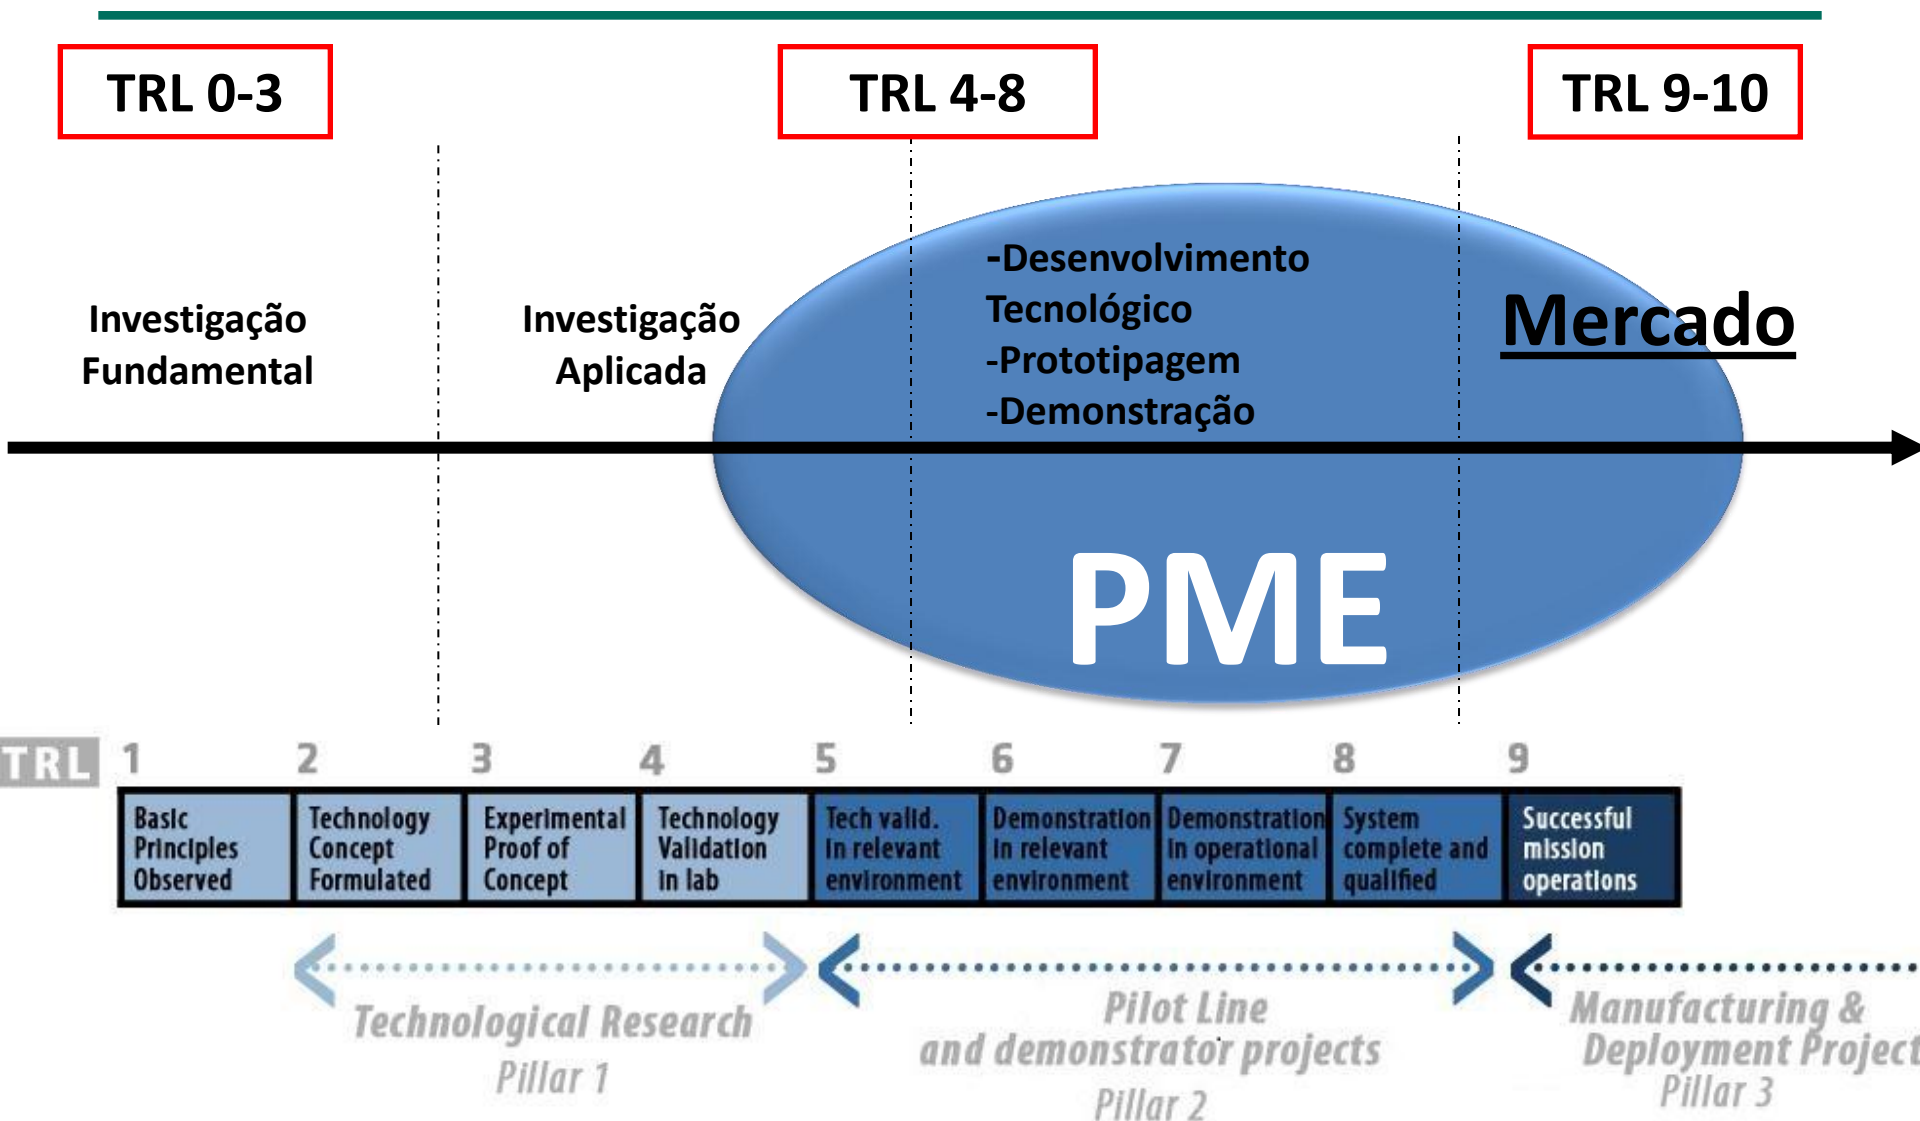 TRL 0-3
TRL 4-8
TRL 9-10
Investigação
Fundamental
Investigação
Aplicada
-Desenvolvimento
Tecnológico
-Prototipagem
-Demonstração
Mercado
PME
TRL
1
2
3
4
5
6
7
8
9
Basic
Principles
Observed
Technology
Concept
Formulated
Experimental
Proof of
Concept
Technology
Validation
in lab
Tech valid.
in relevant
environment
Demonstration
in relevant
environment
Demonstration
in operational
environment
System
complete and
qualified
Successful
mission
operations
Technological Research
Pillar 1
Pilot Line
and demonstrator projects
Pillar 2
Manufacturing &
Deployment Project
Pillar 3